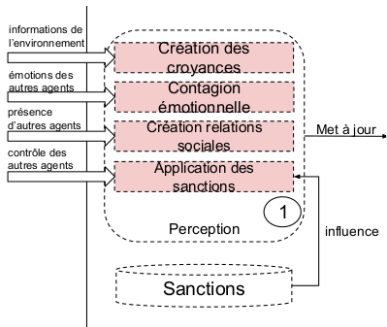 informations de
l'environnement
Création des
croyances
émotions des
autres agents
Contagion
émotionnelle
présence
d'autres agents
Création relations
sociales
Met à jour
contrôle des
autres agents
Application des
sanctions
1
Perception
influence
Sanctions